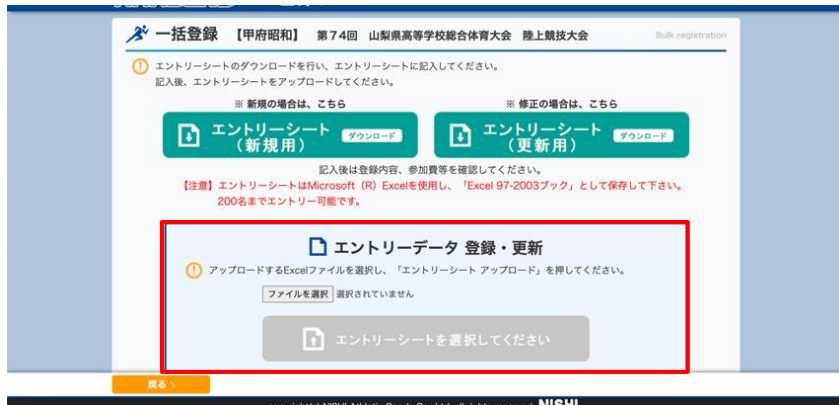 一括登録 【甲府昭和】 第74回 山梨県高等学校総合体育大会 陸上競技大会 Bulk registration
エントリーシートのダウンロードを行い、エントリーシートに記入してください。
記入後、エントリーシートをアップロードしてください。
※ 新規の場合は、こちら ※ 修正の場合は、こちら
エントリーシート ダウンロード エントリーシート ダウンロード
（新規用） （更新用）
記入後は登録内容、参加費等を確認してください。
【注意】エントリーシートはMicrosoft（R）Excelを使用し、「Excel 97-2003ブック」として保存して下さい。
200名までエントリー可能です。
エントリーデータ 登録・更新
アップロードするExcelファイルを選択し、「エントリーシート アップロード」を押してください。
ファイルを選択 選択されていません
エントリーシートを選択してください
戻る 〉
NISHI